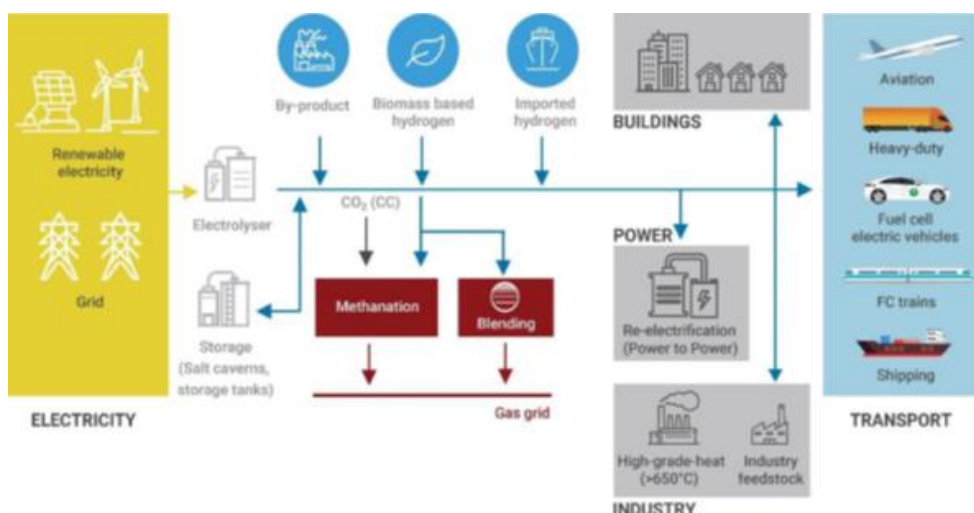 By-product
Biomass based
hydrogen
Imported
hydrogen
BUILDINGS
Aviation
Heavy-duty
Renewable
electricity
Electrolyser
CO₂ (CC)
Fuel cell
electric vehicles
POWER
Grid
Methanation
Blending
Re-electrification
(Power to Power)
FC trains
Storage
(Salt caverns,
storage tanks)
Shipping
ELECTRICITY
Gas grid
TRANSPORT
High-grade-heat
(>650°C)
Industry
feedstock
INDUSTRY